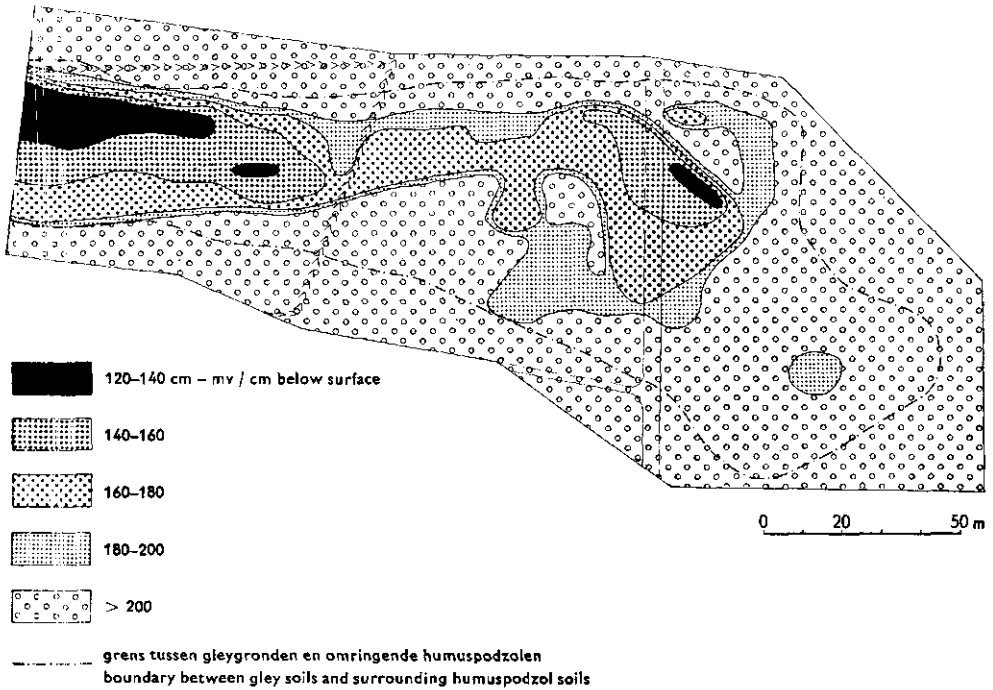 120–140 cm – mv / cm below surface
140–160
160–180
180–200
> 200
grens tussen gleygronden en omringende humuspodzolen
boundary between gley soils and surrounding humuspodzol soils
0 20 50 m